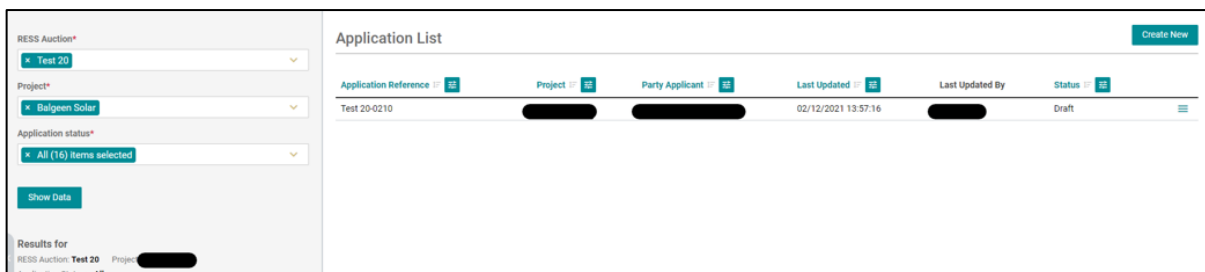 RESS Auction*
× Test 20
Project*
× Balgeen Solar
Application status*
× All (16) items selected
Show Data
Results for
RESS Auction: Test 20 Project
Application List
Create New
Application Reference Project Party Applicant Last Updated Last Updated By Status
Test 20-0210 02/12/2021 13:57:16 Draft